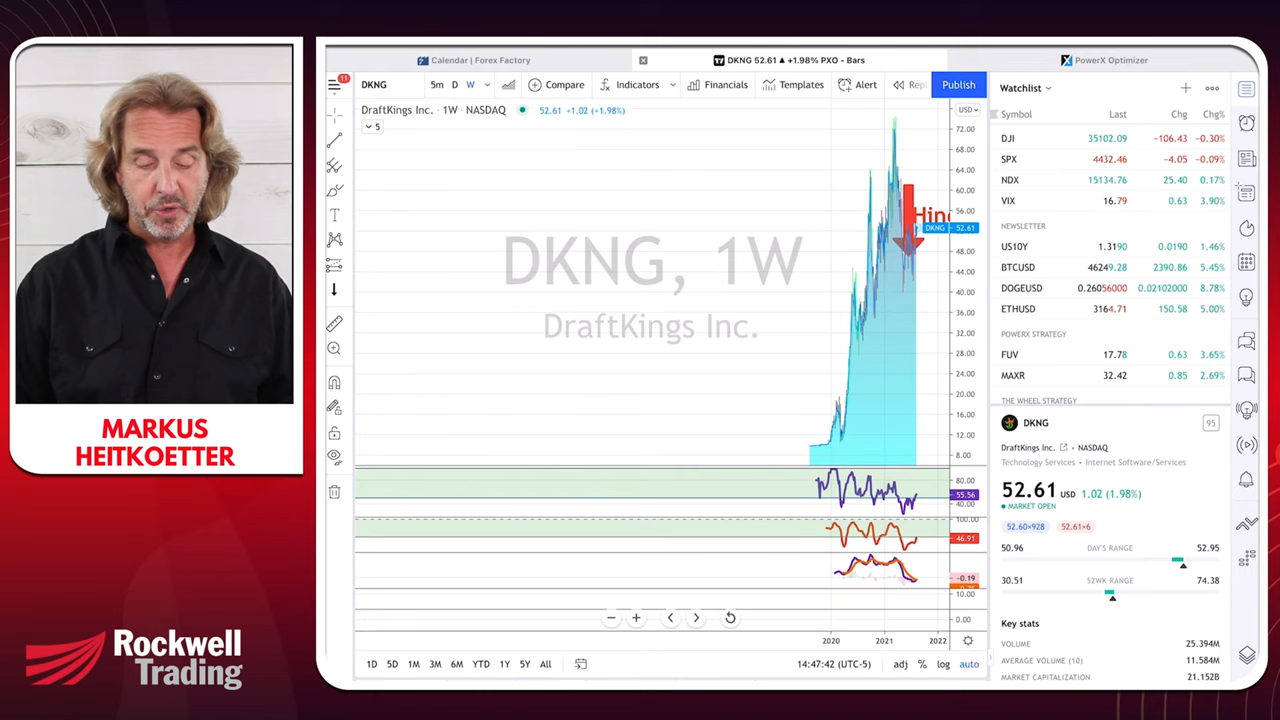 Calendar | Forex Factory
DKNG 52.61 ▲ +1.98% PXO - Bars
PowerX Optimizer
11
DKNG
5m D W
Compare
Indicators
Financials
Templates
Alert
Publish
Watchlist
DraftKings Inc. · 1W · NASDAQ
52.61 +1.02 (+1.98%)
USD
5
Symbol Last Chg Chg%
DJI 35102.09 −106.43 −0.30%
SPX 4432.46 −4.05 −0.09%
NDX 15134.76 25.40 0.17%
VIX 16.79 0.63 3.90%
NEWSLETTER
US10Y 1.3190 0.0190 1.46%
BTCUSD 46249.28 2390.86 5.45%
DOGEUSD 0.26056000 0.02102000 8.78%
ETHUSD 3164.71 150.58 5.00%
POWERX STRATEGY
FUV 17.78 0.63 3.65%
MAXR 32.42 0.85 2.69%
THE WHEEL STRATEGY
DKNG 95
DraftKings Inc. · NASDAQ
Technology Services · Internet Software/Services
52.61 USD 1.02 (1.98%)
MARKET OPEN
52.60×928 52.61×6
50.96 DAY'S RANGE 52.95
30.51 52WK RANGE 74.38
Key stats
VOLUME 25.394M
AVERAGE VOLUME (10) 11.584M
MARKET CAPITALIZATION 21.152B
DKNG, 1W
DraftKings Inc.
72.00
68.00
64.00
60.00
56.00
DKNG 52.61
48.00
44.00
40.00
36.00
32.00
28.00
24.00
20.00
16.00
12.00
8.00
80.00
55.56
40.00
100.00
46.91
−0.19
10.00
0.00
2020 2021 2022
1D 5D 1M 3M 6M YTD 1Y 5Y All
14:47:42 (UTC-5)
adj % log auto
MARKUS
HEITKOETTER
Rockwell
Trading